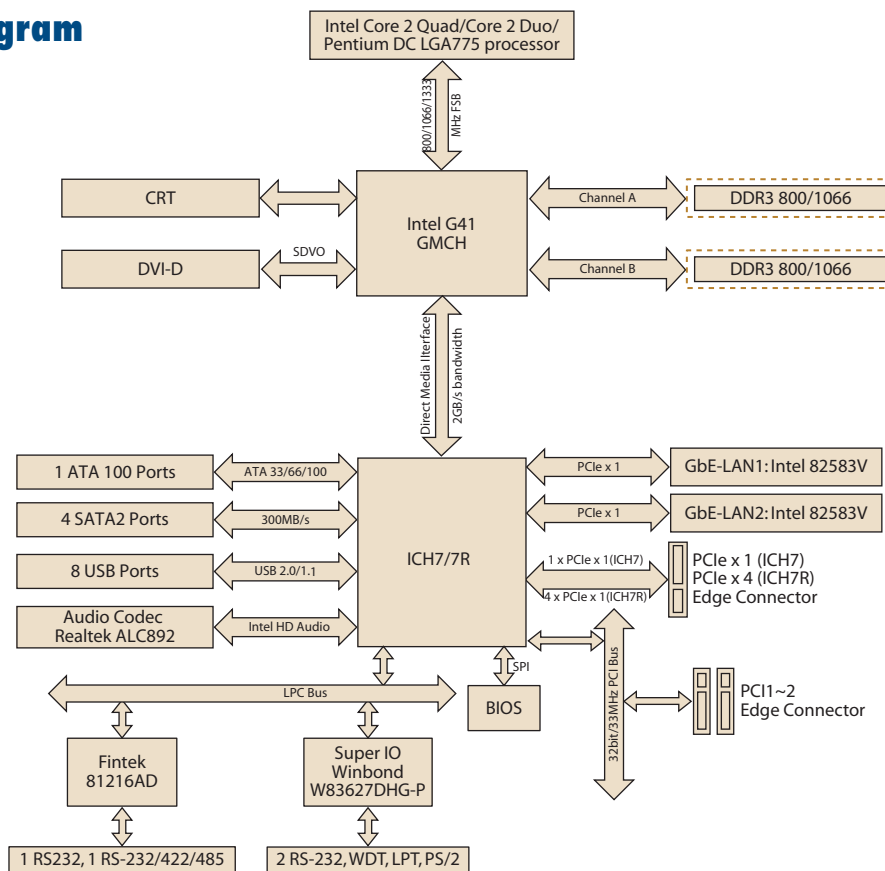 gram
Intel Core 2 Quad/Core 2 Duo/
Pentium DC LGA775 processor
800/1066/1333
MHz FSB
CRT
Intel G41
GMCH
Channel A
DDR3 800/1066
DVI-D
SDVO
Channel B
DDR3 800/1066
Direct Media IIterface
2GB/s bandwidth
1 ATA 100 Ports
ATA 33/66/100
ICH7/7R
PCIe x 1
GbE-LAN1: Intel 82583V
4 SATA2 Ports
300MB/s
PCIe x 1
GbE-LAN2: Intel 82583V
8 USB Ports
USB 2.0/1.1
1 x PCIe x 1(ICH7)
4 x PCIe x 1(ICH7R)
PCIe x 1 (ICH7)
PCIe x 4 (ICH7R)
Edge Connector
Audio Codec
Realtek ALC892
Intel HD Audio
SPI
LPC Bus
BIOS
32bit/33MHz PCI Bus
PCI1~2
Edge Connector
Fintek
81216AD
Super IO
Winbond
W83627DHG-P
1 RS232, 1 RS-232/422/485
2 RS-232, WDT, LPT, PS/2